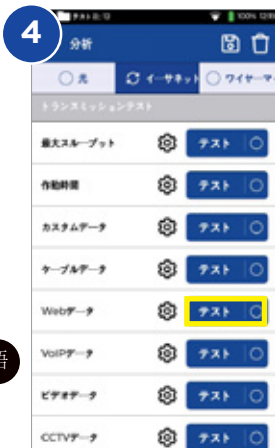 4
100%
分析
光
イーサネット
ワイヤーマ
トランスミッションテスト
最大スループット
テスト
作動時間
テスト
カスタムデータ
テスト
ケーブルデータ
テスト
Webデータ
テスト
語
VoIPデータ
テスト
ビデオデータ
テスト
CCTVデータ
テスト